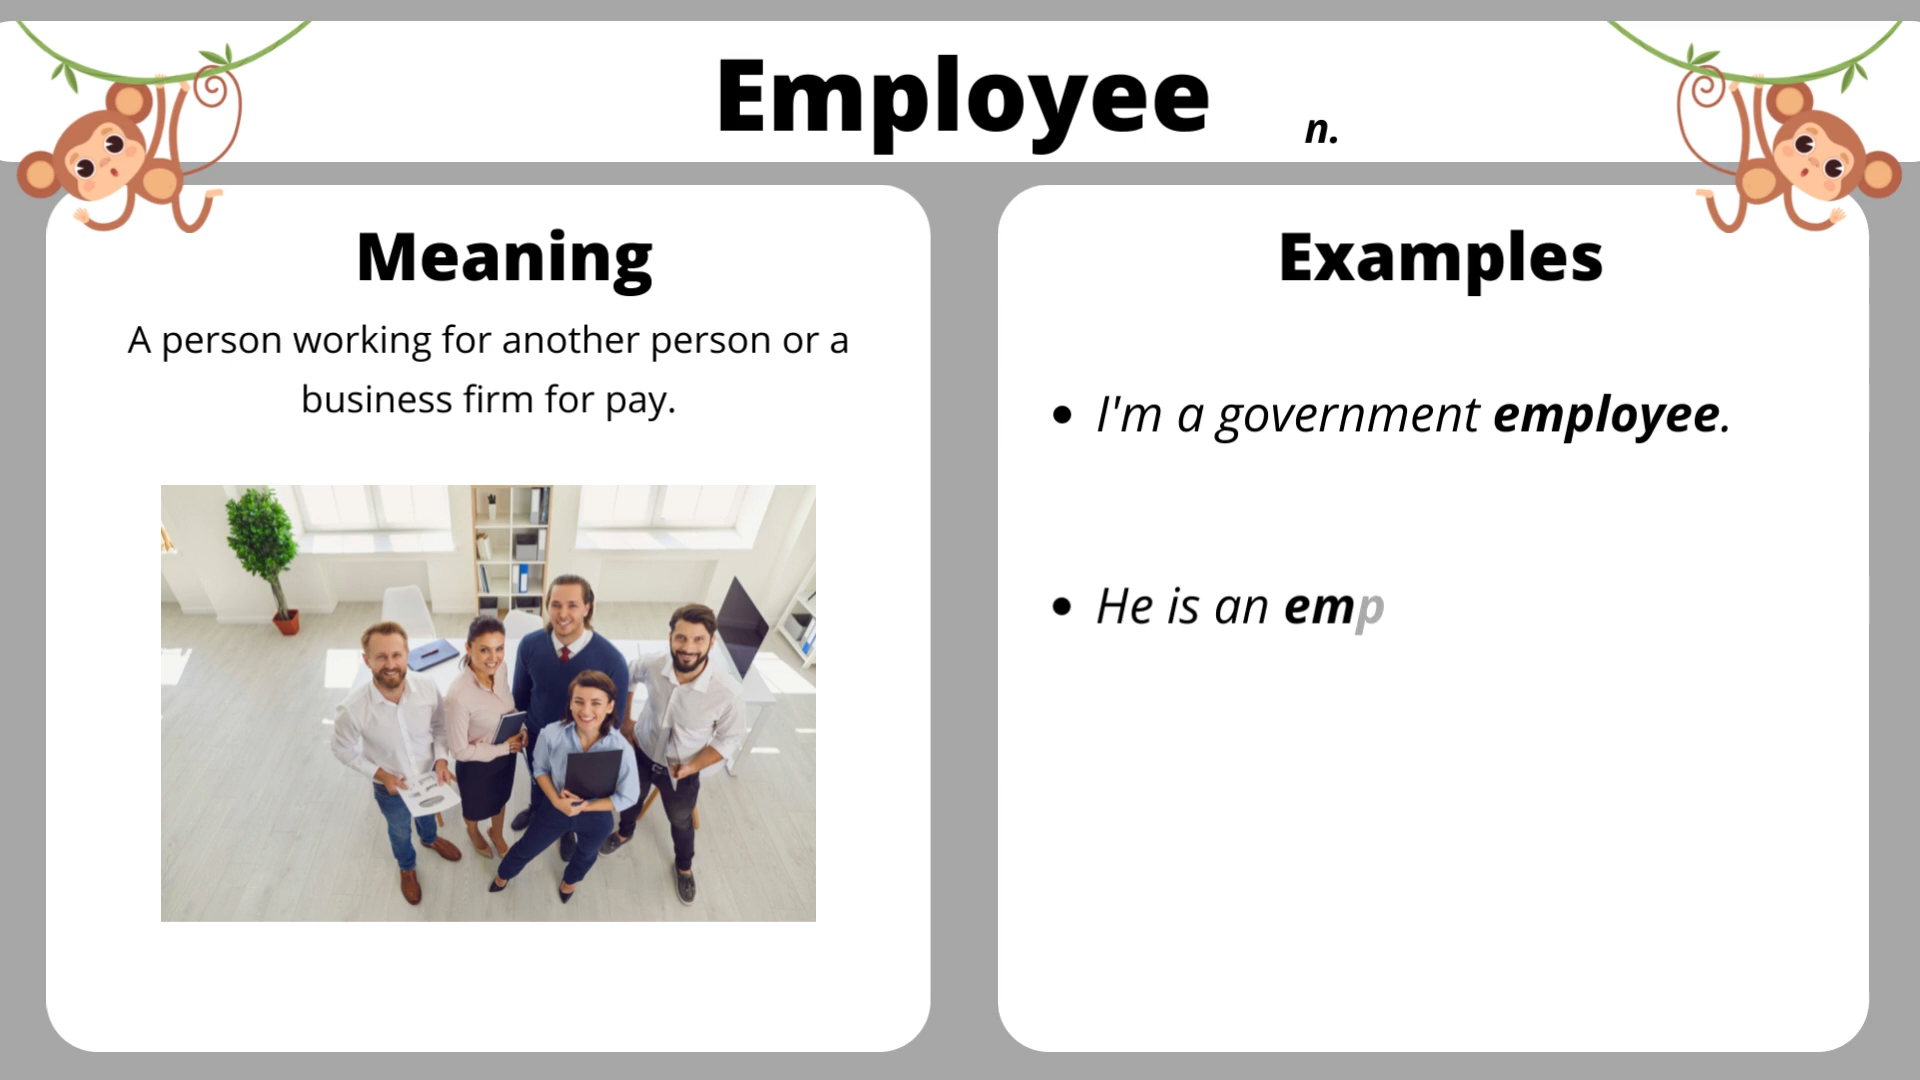 Employee n.
Meaning
A person working for another person or a
business firm for pay.
Examples
• I'm a government employee.
• He is an emp